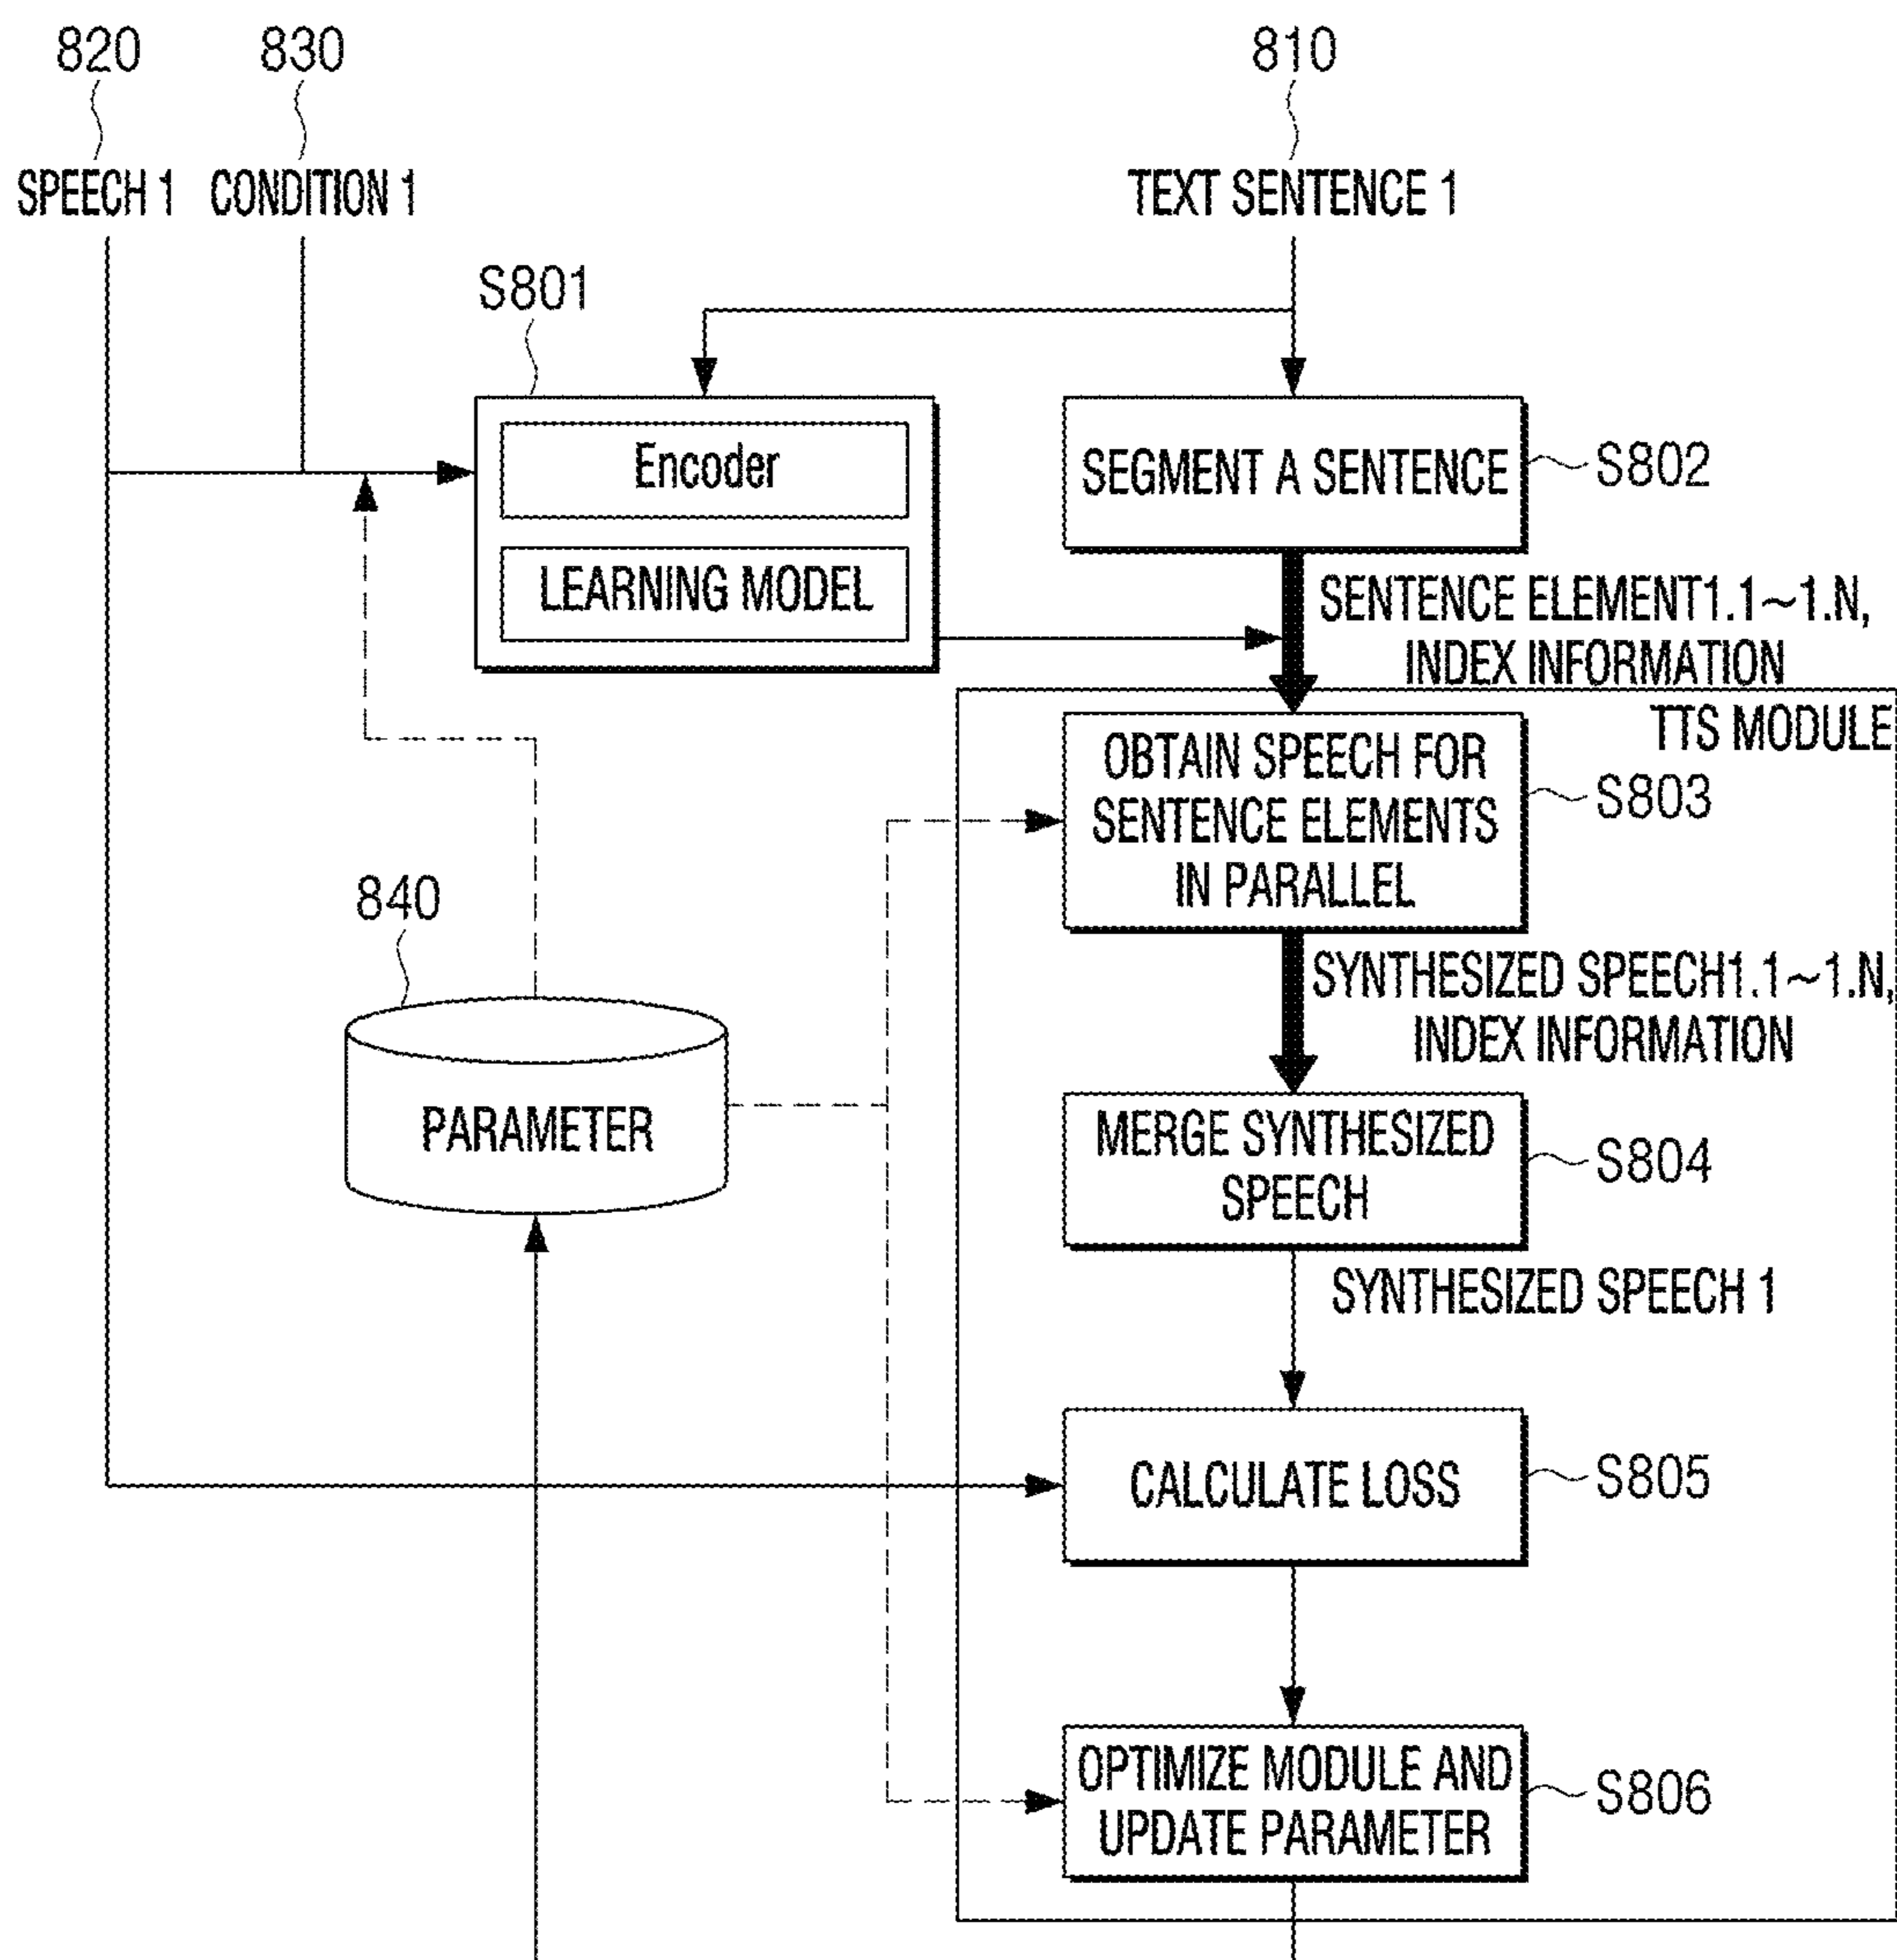 820
830
810
SPEECH 1
CONDITION 1
TEXT SENTENCE 1
S801
Encoder
LEARNING MODEL
SEGMENT A SENTENCE
S802
SENTENCE ELEMENT1.1~1.N,
INDEX INFORMATION
TTS MODULE
OBTAIN SPEECH FOR
SENTENCE ELEMENTS
IN PARALLEL
S803
840
PARAMETER
SYNTHESIZED SPEECH1.1~1.N,
INDEX INFORMATION
MERGE SYNTHESIZED
SPEECH
S804
SYNTHESIZED SPEECH 1
CALCULATE LOSS
S805
OPTIMIZE MODULE AND
UPDATE PARAMETER
S806